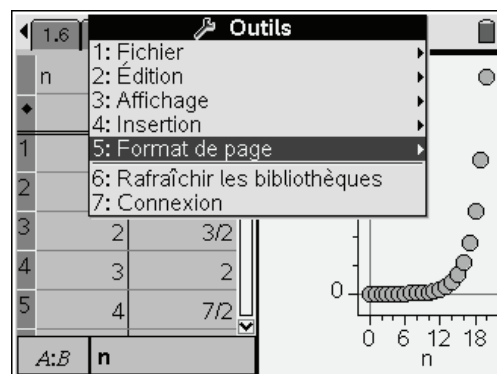 1.6
Outils
1: Fichier
2: Édition
3: Affichage
4: Insertion
5: Format de page
6: Rafraîchir les bibliothèques
7: Connexion
n
1
2
3 2 3/2
4 3 2
5 4 7/2
A:B n
0
0 6 12 18
n